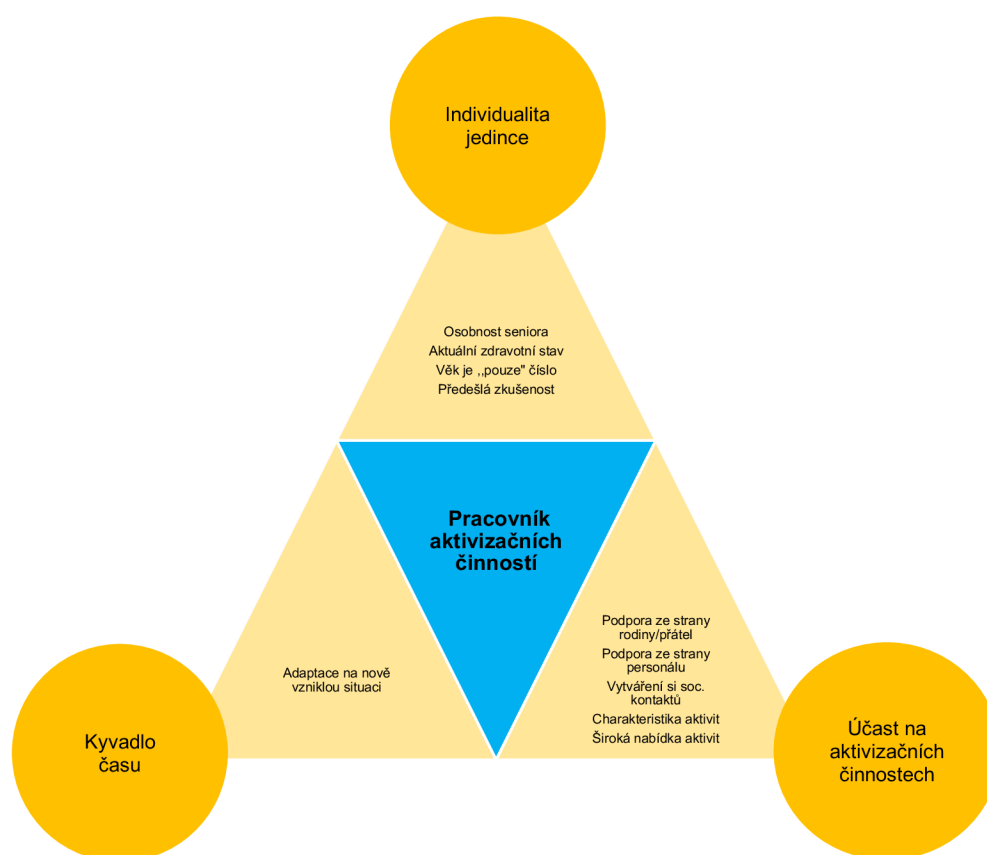 Individualita
jedince
Osobnost seniora
Aktuální zdravotní stav
Věk je ,,pouze" číslo
Předešlá zkušenost
Pracovník
aktivizačních
činností
Adaptace na nově
vzniklou situaci
Podpora ze strany
rodiny/přátel
Podpora ze strany
personálu
Vytváření si soc.
kontaktů
Charakteristika aktivit
Široká nabídka aktivit
Kyvadlo
času
Účast na
aktivizačních
činnostech